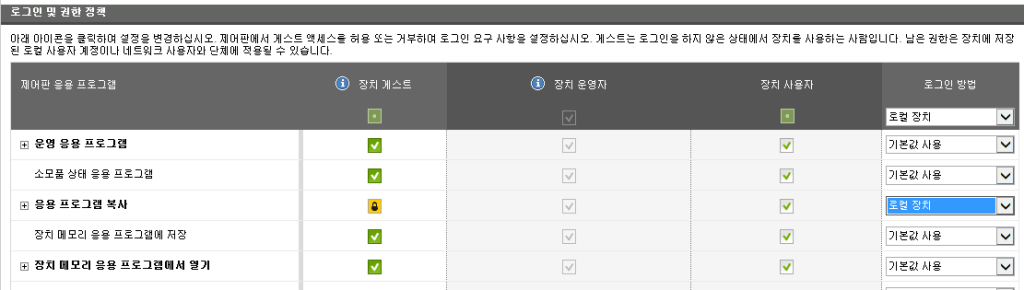 로그인 및 권한 정책
아래 아이콘을 클릭하여 설정을 변경하십시오. 제어판에서 게스트 액세스를 허용 또는 거부하여 로그인 요구 사항을 설정하십시오. 게스트는 로그인을 하지 않은 상태에서 장치를 사용하는 사람입니다. 남은 권한은 장치에 저장
된 로컬 사용자 계정이나 네트워크 사용자와 단체에 적용될 수 있습니다.
제어판 응용 프로그램 장치 게스트 장치 운영자 장치 사용자 로그인 방법
로컬 장치
운영 응용 프로그램 기본값 사용
소모품 상태 응용 프로그램 기본값 사용
응용 프로그램 복사 로컬 장치
장치 메모리 응용 프로그램에 저장 기본값 사용
장치 메모리 응용 프로그램에서 열기 기본값 사용